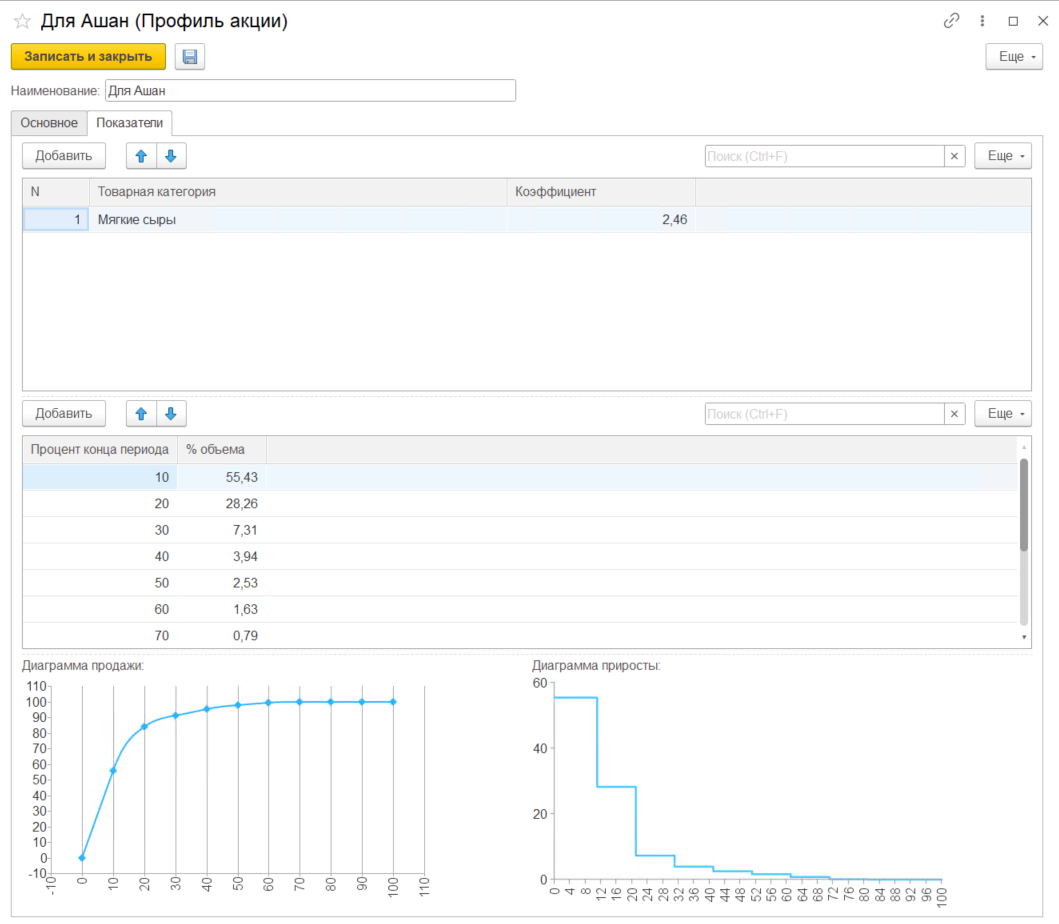 Для Ашан (Профиль акции)
Записать и закрыть
Еще
Наименование: Для Ашан
Основное Показатели
Добавить Поиск (Ctrl+F) × Еще
N Товарная категория Коэффициент
1 Мягкие сыры 2,46
Добавить Поиск (Ctrl+F) × Еще
Процент конца периода % объема
10 55,43
20 28,26
30 7,31
40 3,94
50 2,53
60 1,63
70 0,79
Диаграмма продажи:
110
100
90
80
70
60
50
40
30
20
10
0
-10
-10 0 10 20 30 40 50 60 70 80 90 100 110
Диаграмма приросты:
60
40
20
0
0 4 8 12 16 20 24 28 32 36 40 44 48 52 56 60 64 68 72 76 80 84 88 92 96 100